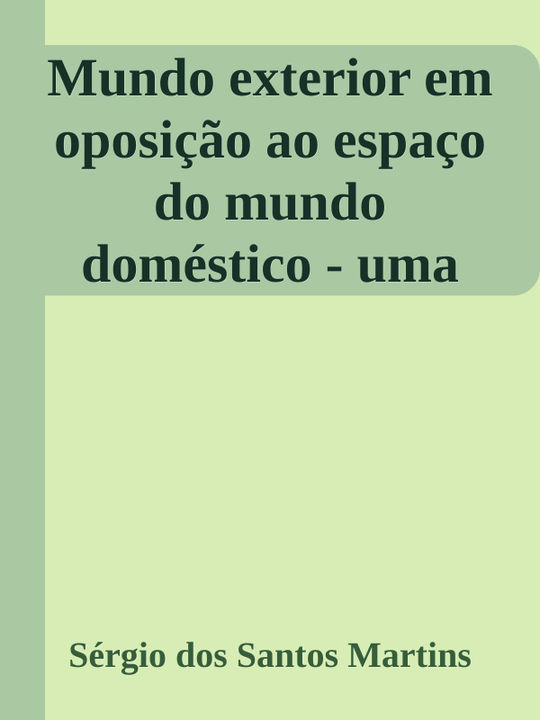 Mundo exterior em
oposição ao espaço
do mundo
doméstico - uma
Sérgio dos Santos Martins